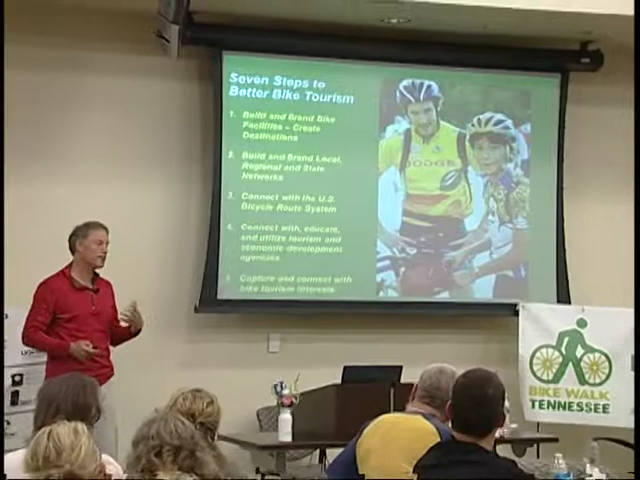 Seven Steps to
Better Bike Tourism
1. Build and Brand Bike
Facilities – Create
Destinations
2. Build and Brand Local,
Regional and State
Networks
3. Connect with the U.S.
Bicycle Route System
4. Connect with, educate,
and utilize tourism and
economic development
agencies
5. Capture and connect with
bike tourism interests
DODGE
BIKE WALK
TENNESSEE